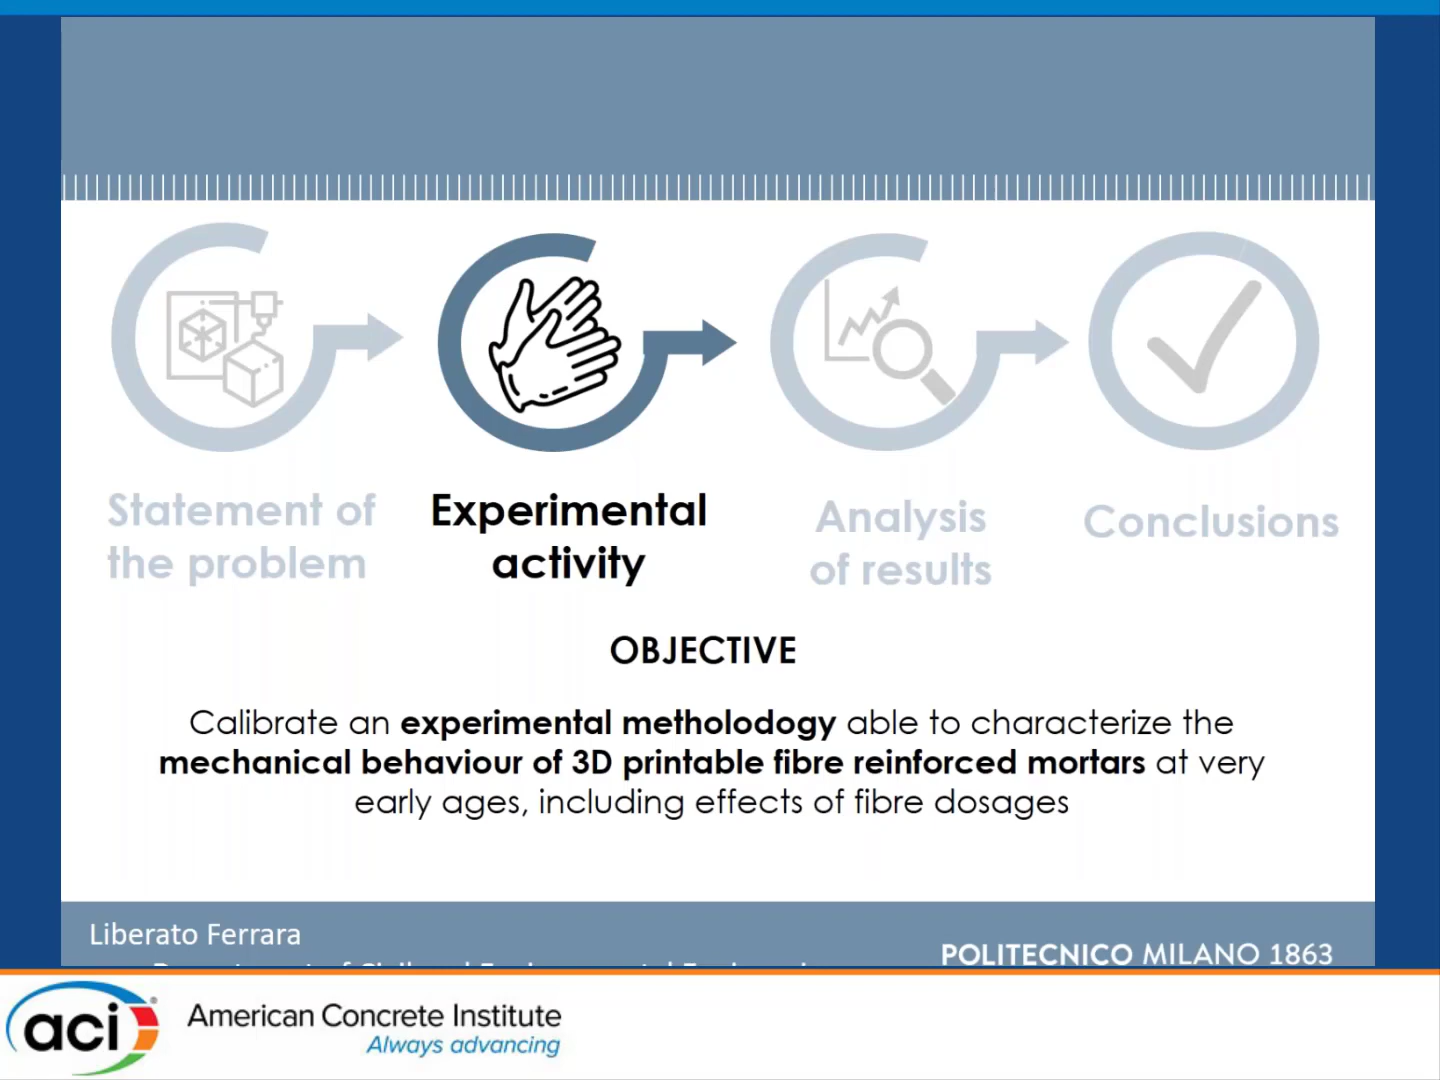 Statement of
the problem
Experimental
activity
Analysis
of results
Conclusions
OBJECTIVE
Calibrate an experimental metholodogy able to characterize the
mechanical behaviour of 3D printable fibre reinforced mortars at very
early ages, including effects of fibre dosages
Liberato Ferrara
POLITECNICO MILANO 1863
aci
American Concrete Institute
Always advancing